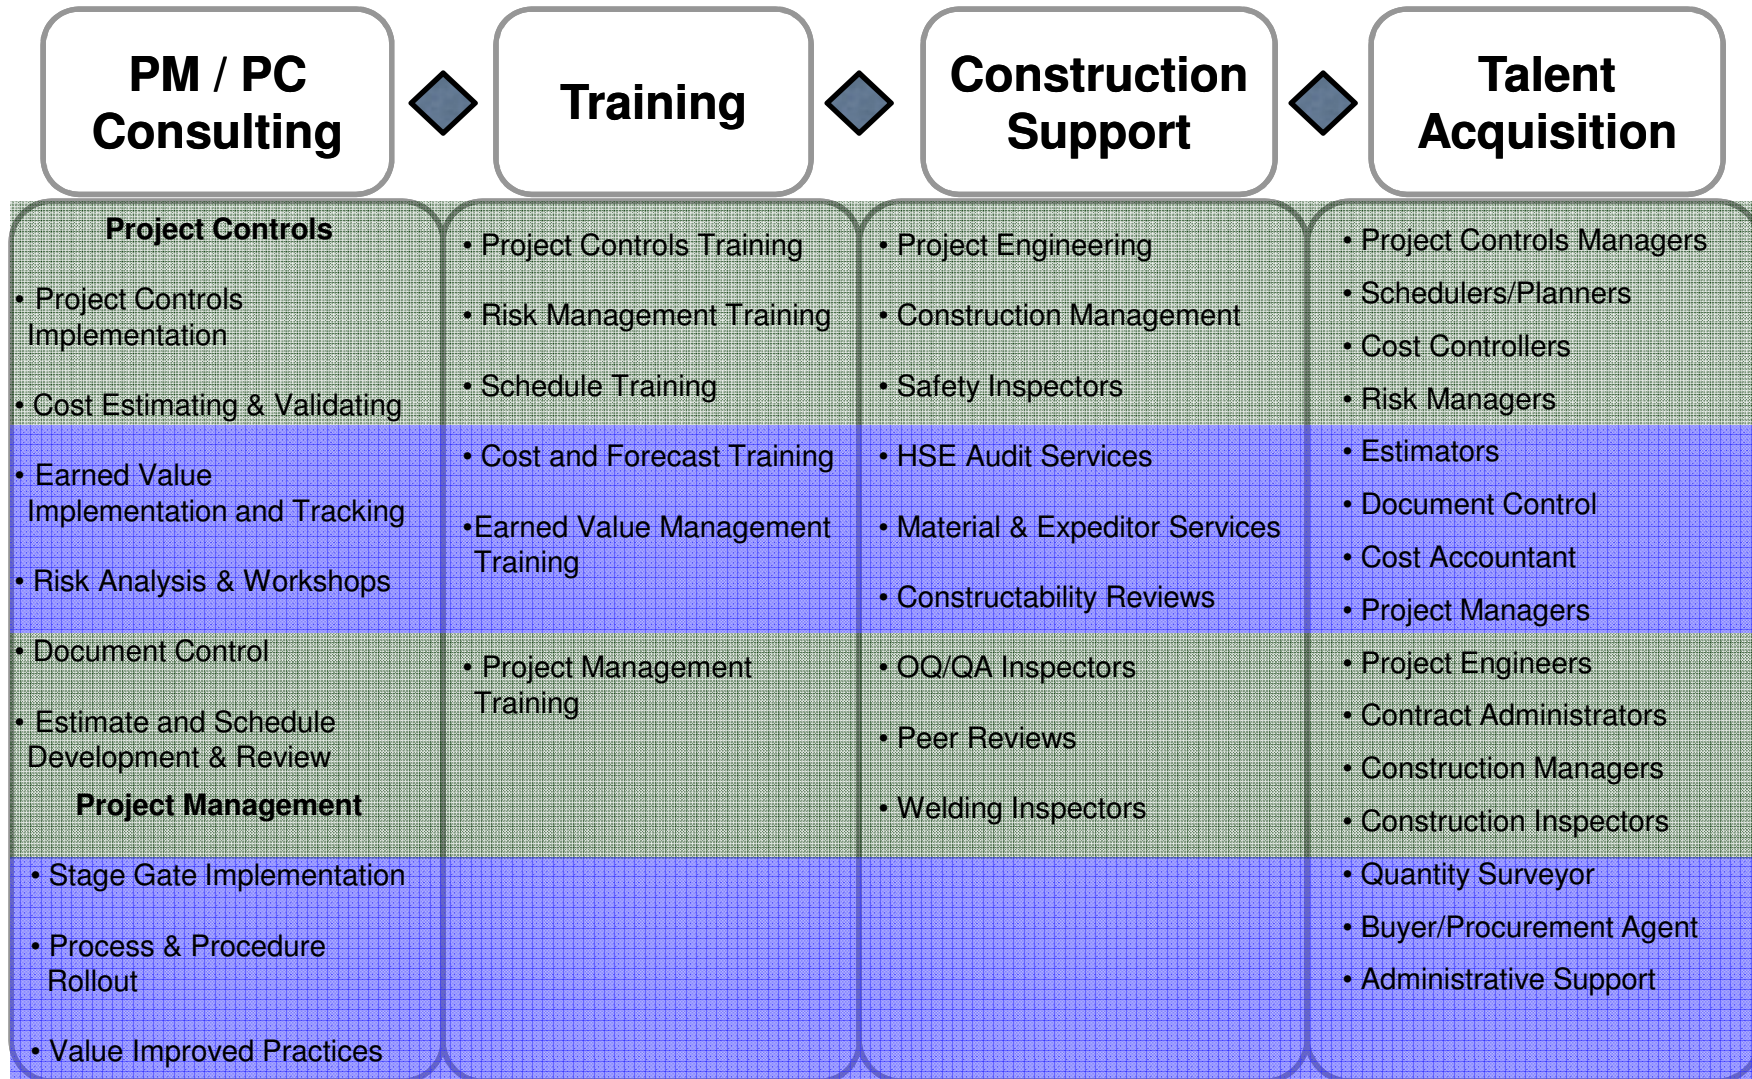 PM / PC
Consulting
Training
Construction
Support
Talent
Acquisition
Project Controls
• Project Controls
Implementation
• Cost Estimating & Validating
• Earned Value
Implementation and Tracking
• Risk Analysis & Workshops
• Document Control
• Estimate and Schedule
Development & Review
Project Management
• Stage Gate Implementation
• Process & Procedure
Rollout
• Value Improved Practices
• Project Controls Training
• Risk Management Training
• Schedule Training
• Cost and Forecast Training
•Earned Value Management
Training
• Project Management
Training
• Project Engineering
• Construction Management
• Safety Inspectors
• HSE Audit Services
• Material & Expeditor Services
• Constructability Reviews
• OQ/QA Inspectors
• Peer Reviews
• Welding Inspectors
• Project Controls Managers
• Schedulers/Planners
• Cost Controllers
• Risk Managers
• Estimators
• Document Control
• Cost Accountant
• Project Managers
• Project Engineers
• Contract Administrators
• Construction Managers
• Construction Inspectors
• Quantity Surveyor
• Buyer/Procurement Agent
• Administrative Support